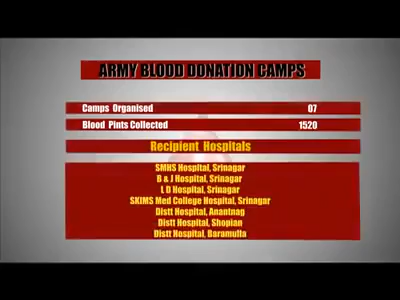 ARMY BLOOD DONATION CAMPS
Camps Organised 07
Blood Pints Collected 1520
Recipient Hospitals
SMHS Hospital, Srinagar
B & J Hospital, Srinagar
L D Hospital, Srinagar
SKIMS Med College Hospital, Srinagar
Distt Hospital, Anantnag
Distt Hospital, Shopian
Distt Hospital, Baramulla